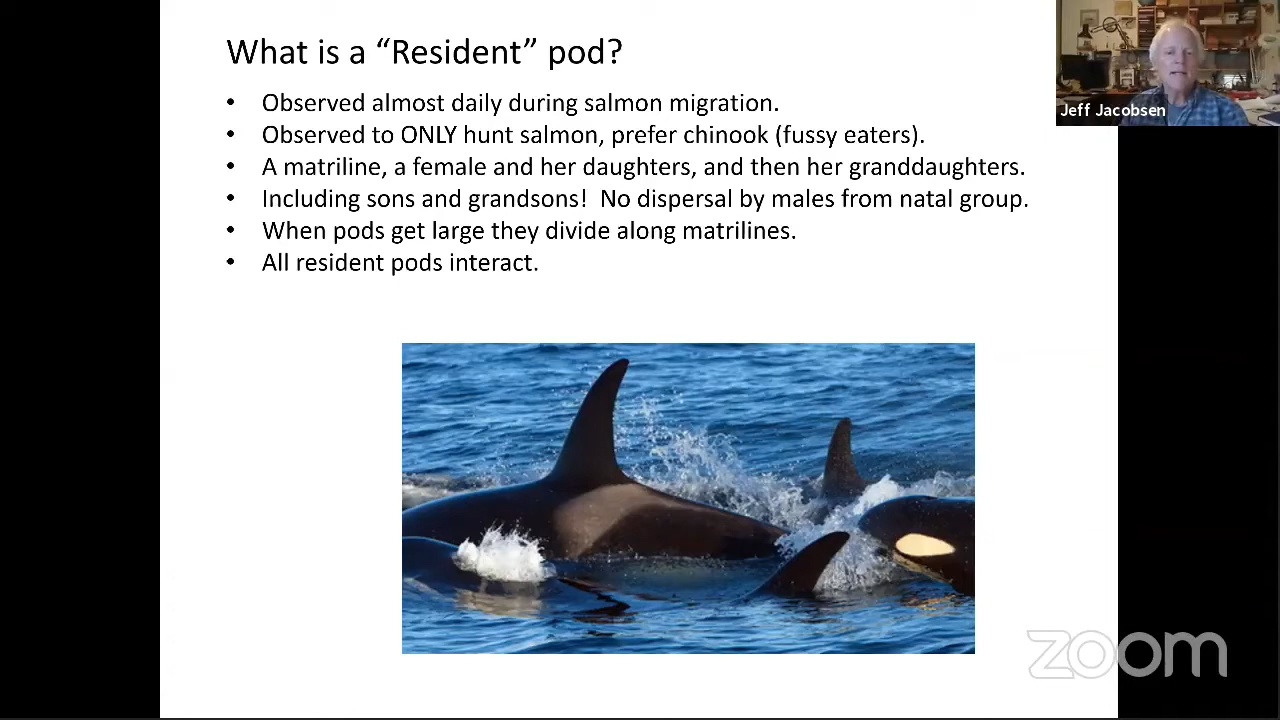 What is a “Resident” pod?
• Observed almost daily during salmon migration.
• Observed to ONLY hunt salmon, prefer chinook (fussy eaters).
• A matriline, a female and her daughters, and then her granddaughters.
• Including sons and grandsons!  No dispersal by males from natal group.
• When pods get large they divide along matrilines.
• All resident pods interact.
Jeff Jacobsen
zoom